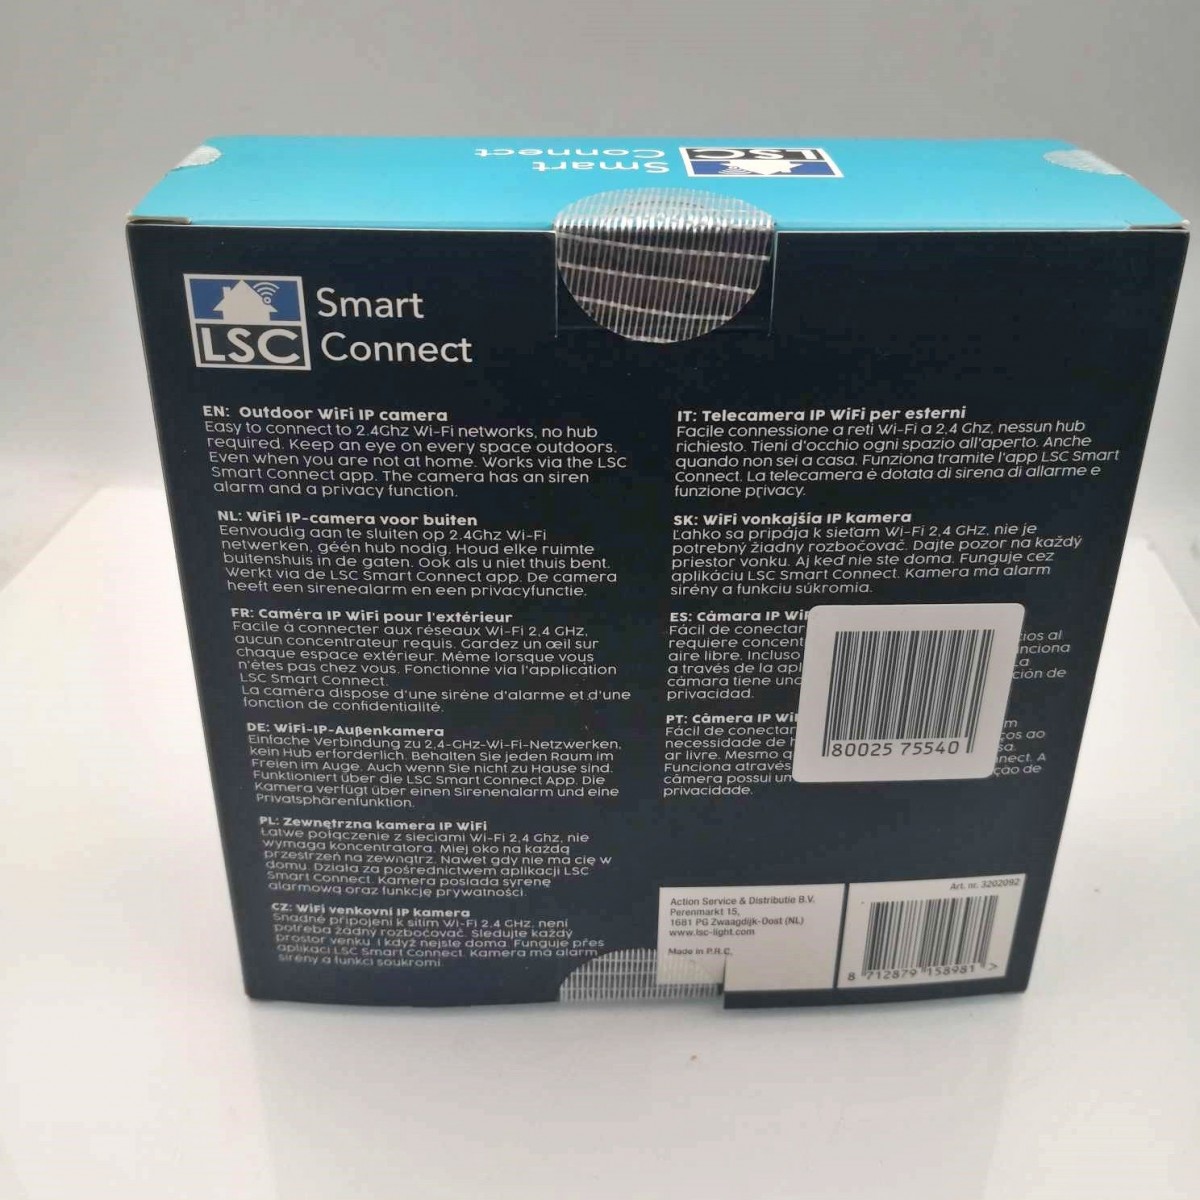 Smart
Connect
LSC
LSC
Smart
Connect
EN: Outdoor WiFi IP camera
Easy to connect to 2.4Ghz Wi-Fi networks, no hub
required. Keep an eye on every space outdoors.
Even when you are not at home. Works via the LSC
Smart Connect app. The camera has an siren
alarm and a privacy function.
NL: WiFi IP-camera voor buiten
Eenvoudig aan te sluiten op 2.4Ghz Wi-Fi
netwerken, géén hub nodig. Houd elke ruimte
buitenshuis in de gaten. Ook als u niet thuis bent.
Werkt via de LSC Smart Connect app. De camera
heeft een sirenealarm en een privacyfunctie.
FR: Caméra IP WiFi pour l'extérieur
Facile à connecter aux réseaux Wi-Fi 2,4 GHz,
aucun concentrateur requis. Gardez un œil sur
chaque espace extérieur. Même lorsque vous
n'êtes pas chez vous. Fonctionne via l'application
LSC Smart Connect.
La caméra dispose d'une sirène d'alarme et d'une
fonction de confidentialité.
DE: WiFi-IP-Außenkamera
Einfache Verbindung zu 2,4-GHz-Wi-Fi-Netzwerken,
kein Hub erforderlich. Behalten Sie jeden Raum im
Freien im Auge. Auch wenn Sie nicht zu Hause sind.
Funktioniert über die LSC Smart Connect App. Die
Kamera verfügt über einen Sirenenalarm und eine
Privatsphärenfunktion.
PL: Zewnętrzna kamera IP WiFi
Łatwe połączenie z sieciami Wi-Fi 2,4 Ghz, nie
wymaga koncentratora. Miej oko na każdą
przestrzeń na zewnątrz. Nawet gdy nie ma cię w
domu. Działa za pośrednictwem aplikacji LSC
Smart Connect. Kamera posiada syrenę
alarmową oraz funkcję prywatności.
CZ: WiFi venkovní IP kamera
Snadné připojení k sítím Wi-Fi 2,4 GHz, není
potřeba žádný rozbočovač. Sledujte každý
prostor venku. I když nejste doma. Funguje přes
aplikaci LSC Smart Connect. Kamera má alarm
sirény a funkci soukromí.
IT: Telecamera IP WiFi per esterni
Facile connessione a reti Wi-Fi a 2,4 Ghz, nessun hub
richiesto. Tieni d'occhio ogni spazio all'aperto. Anche
quando non sei a casa. Funziona tramite l'app LSC Smart
Connect. La telecamera è dotata di sirena di allarme e
funzione privacy.
SK: WiFi vonkajšia IP kamera
Ľahko sa pripája k sieťam Wi-Fi 2,4 GHz, nie je
potrebný žiadny rozbočovač. Dajte pozor na každý
priestor vonku. Aj keď nie ste doma. Funguje cez
aplikáciu LSC Smart Connect. Kamera má alarm
sirény a funkciu súkromia.
ES: Cámara IP WiF
Fácil de conectar
requiere concent cios al
aire libre. Incluso nciona
a través de la apl La
cámara tiene una ción de
privacidad.
PT: Câmera IP WiF
Fácil de conectar m
necessidade de h ços ao
ar livre. Mesmo q sa.
Funciona através nect. A
câmera possui um ção de
privacidade.
80025 75540
Action Service & Distributie B.V.
Perenmarkt 15,
1681 PG Zwaagdijk-Oost (NL)
www.lsc-light.com
Made in P.R.C.
Art. nr. 3202092
8 712879 158981 >